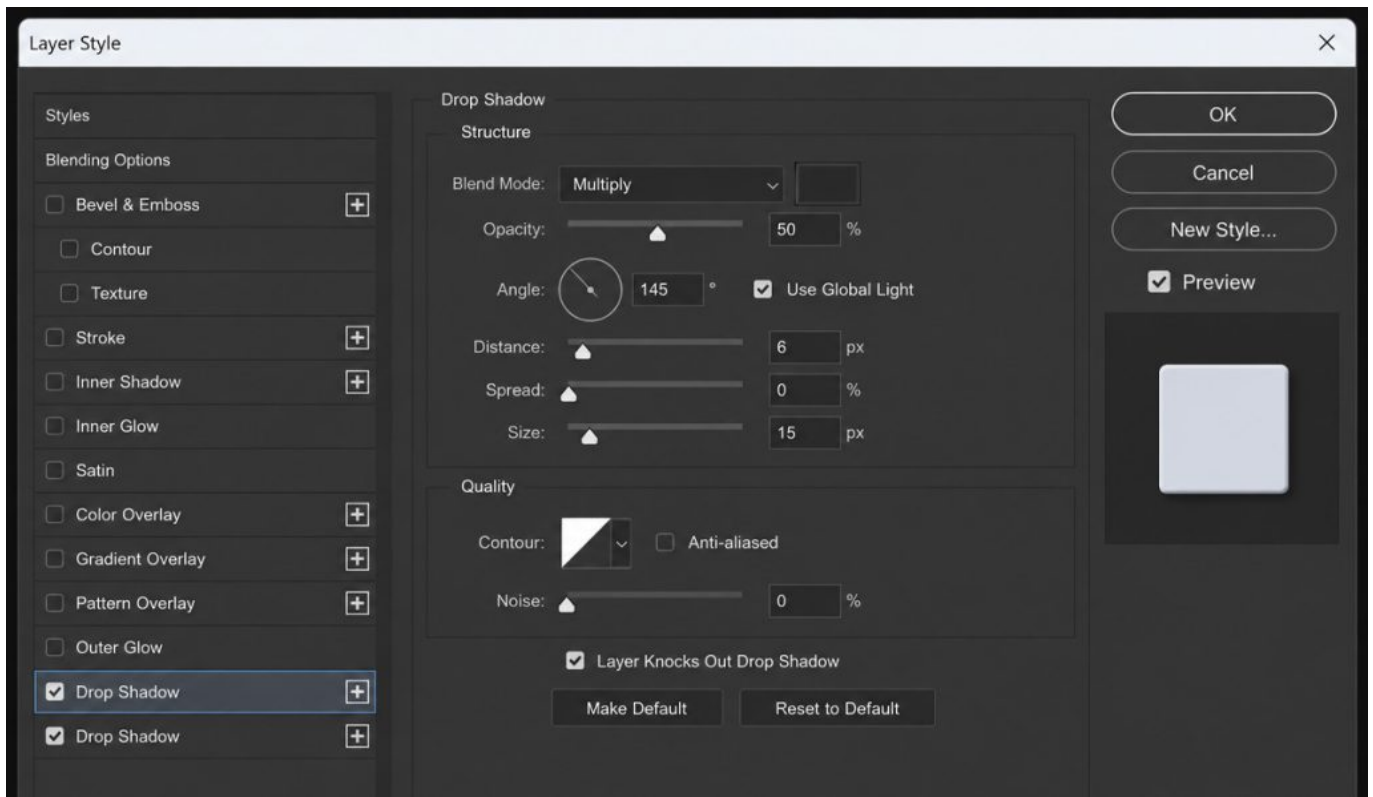 Layer Style
Styles
Blending Options
Bevel & Emboss
Contour
Texture
Stroke
Inner Shadow
Inner Glow
Satin
Color Overlay
Gradient Overlay
Pattern Overlay
Outer Glow
Drop Shadow
Drop Shadow
Drop Shadow
Structure
Blend Mode: Multiply
Opacity: 50 %
Angle: 145 ° Use Global Light
Distance: 6 px
Spread: 0 %
Size: 15 px
Quality
Contour: Anti-aliased
Noise: 0 %
Layer Knocks Out Drop Shadow
Make Default Reset to Default
OK
Cancel
New Style...
Preview